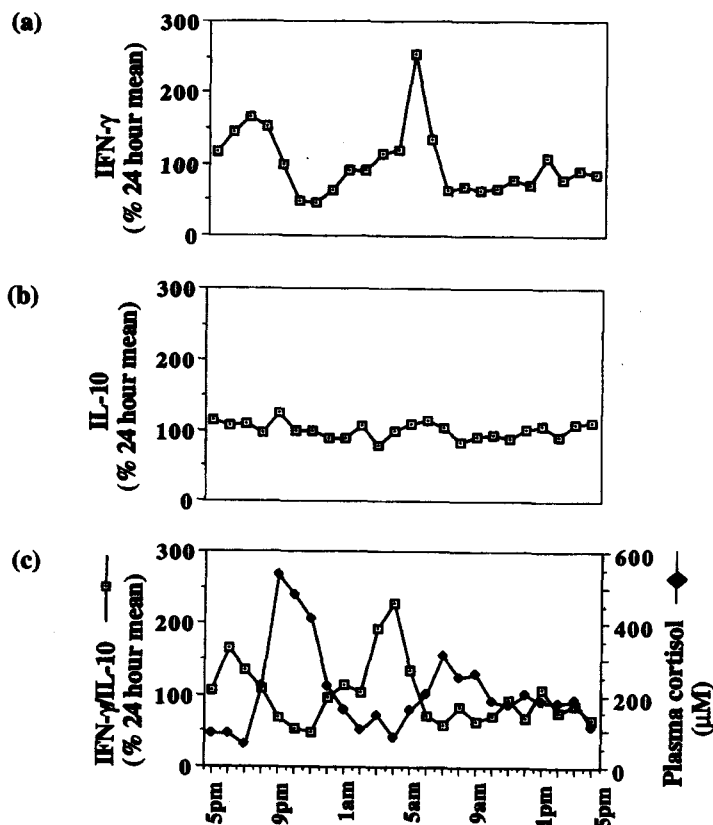 (a)
IFN-γ
(% 24 hour mean)
300
200
100
0
(b)
IL-10
(% 24 hour mean)
300
200
100
0
(c)
IFN-γ/IL-10
(% 24 hour mean)
300
200
100
0
600
400
200
0
Plasma cortisol
(μM)
5pm
9pm
1am
5am
9am
1pm
5pm